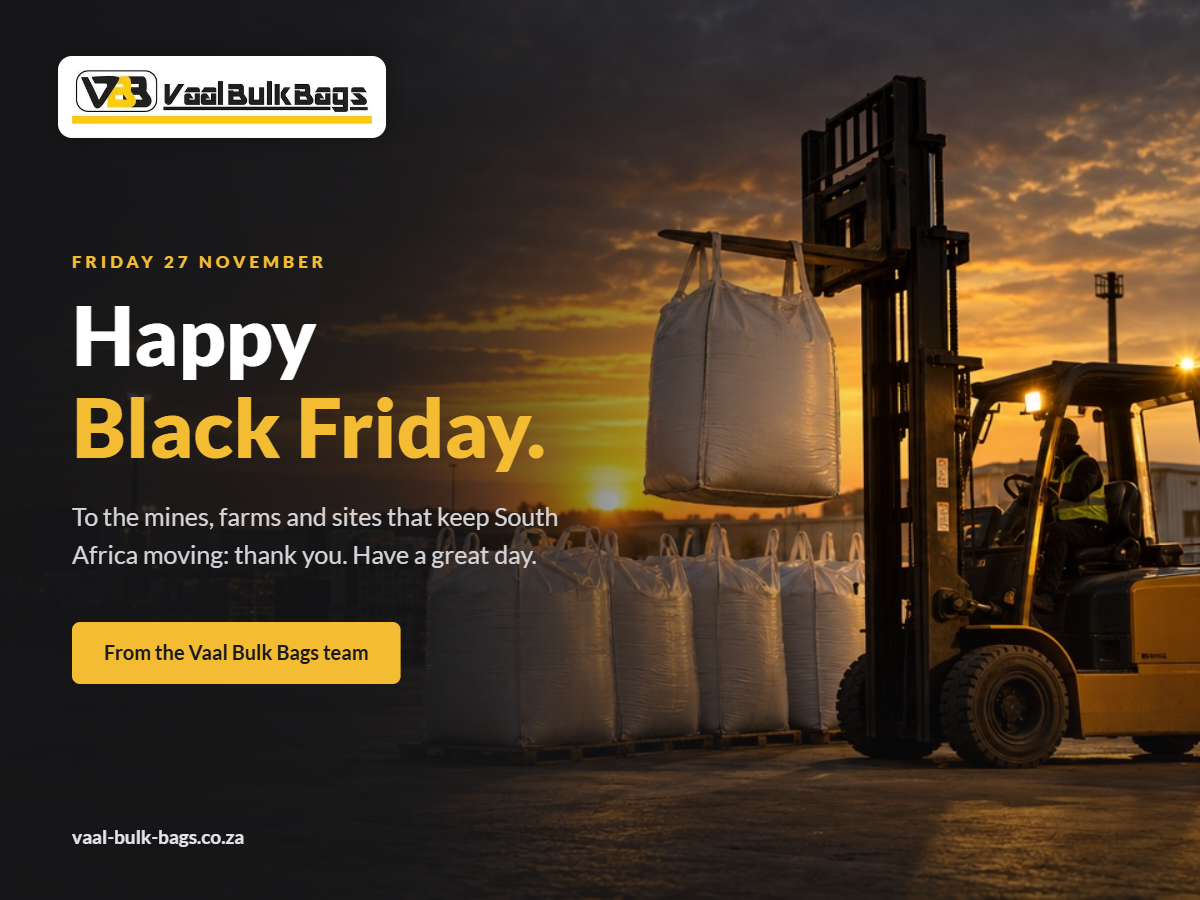 VBB Vaal Bulk Bags
FRIDAY 27 NOVEMBER
Happy
Black Friday.
To the mines, farms and sites that keep South
Africa moving: thank you. Have a great day.
From the Vaal Bulk Bags team
vaal-bulk-bags.co.za